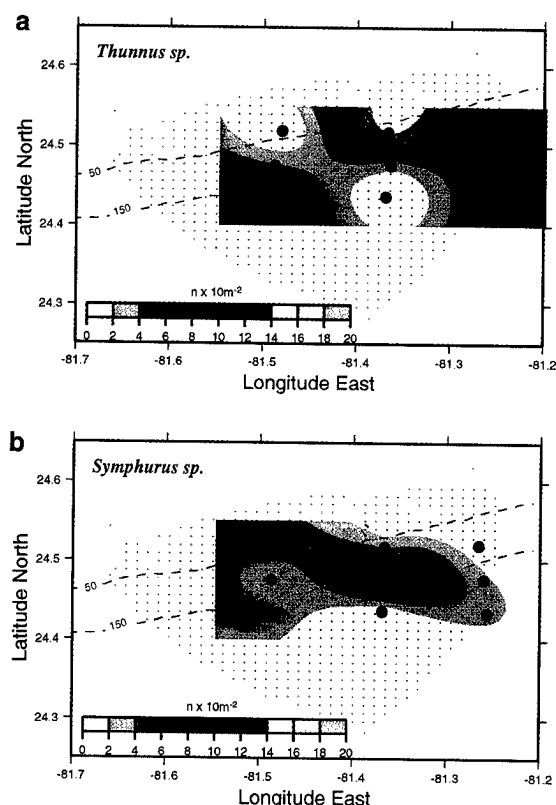 a
Thunnus sp.
24.6
24.5
24.4
24.3
Latitude North
50
150
n x 10m-2
0 2 4 6 8 10 12 14 16 18 20
-81.7 -81.6 -81.5 -81.4 -81.3 -81.2
Longitude East
b
Symphurus sp.
24.6
24.5
24.4
24.3
Latitude North
50
150
n x 10m-2
0 2 4 6 8 10 12 14 16 18 20
-81.7 -81.6 -81.5 -81.4 -81.3 -81.2
Longitude East